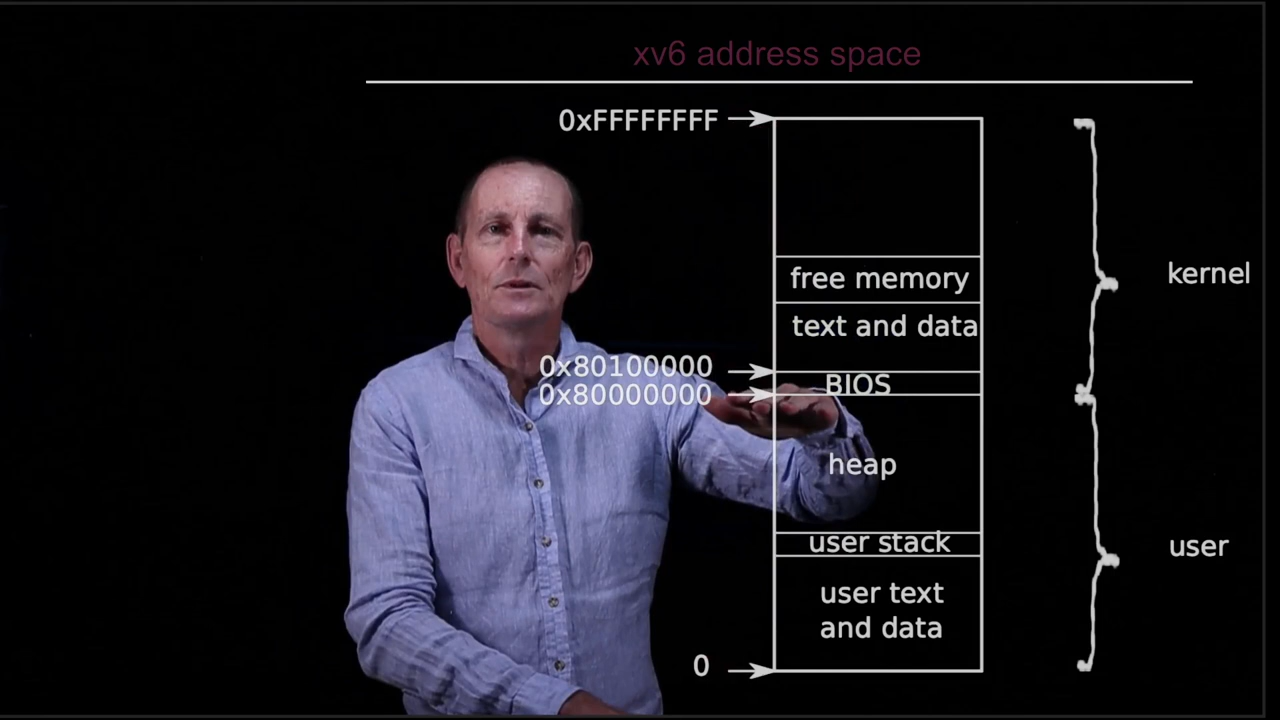 xv6 address space
0xFFFFFFFF
free memory
kernel
text and data
0x80100000
BIOS
0x80000000
heap
user stack
user
user text
and data
0